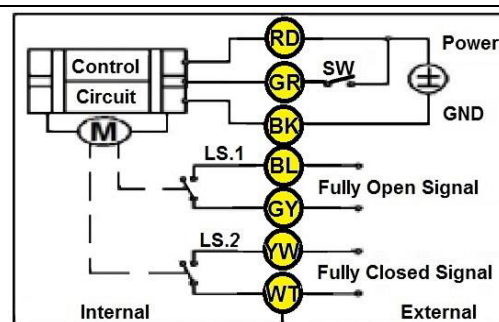 RD
Power
Control
GR
SW
Circuit
GND
BK
M
LS.1
BL
Fully Open Signal
GY
LS.2
YW
Fully Closed Signal
WT
Internal
External